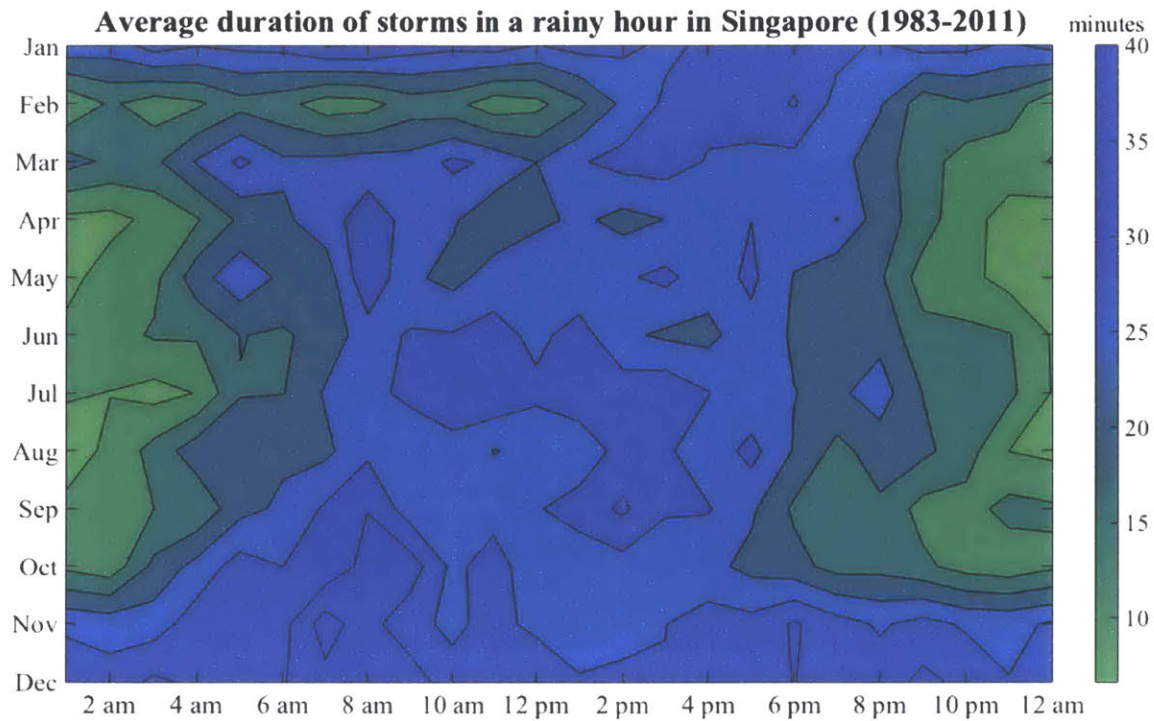 Average duration of storms in a rainy hour in Singapore (1983-2011)
minutes
Jan
Feb
Mar
Apr
May
Jun
Jul
Aug
Sep
Oct
Nov
Dec
2 am 4 am 6 am 8 am 10 am 12 pm 2 pm 4 pm 6 pm 8 pm 10 pm 12 am
40
35
30
25
20
15
10